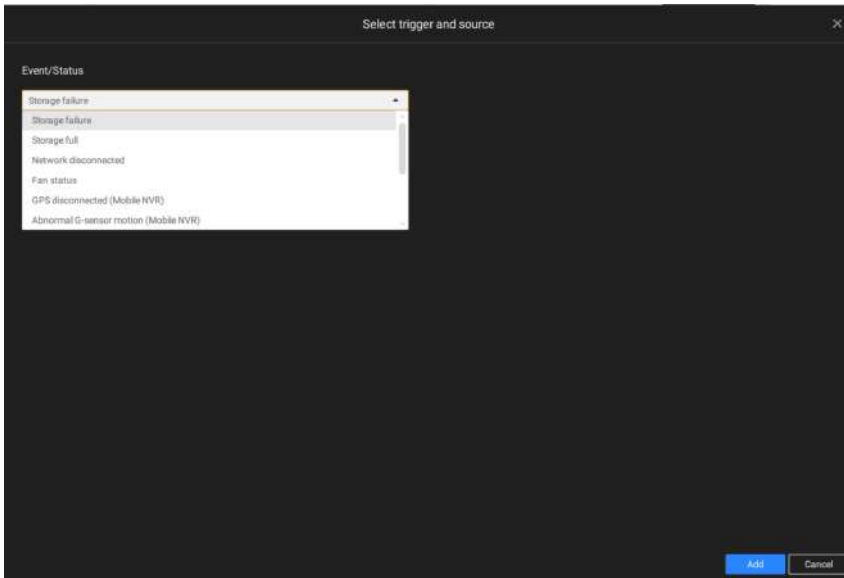 Select trigger and source
Event/Status
Storage failure
Storage failure
Storage full
Network disconnected
Fan status
GPS disconnected (Mobile NVR)
Abnormal G-sensor motion (Mobile NVR)
Add
Cancel